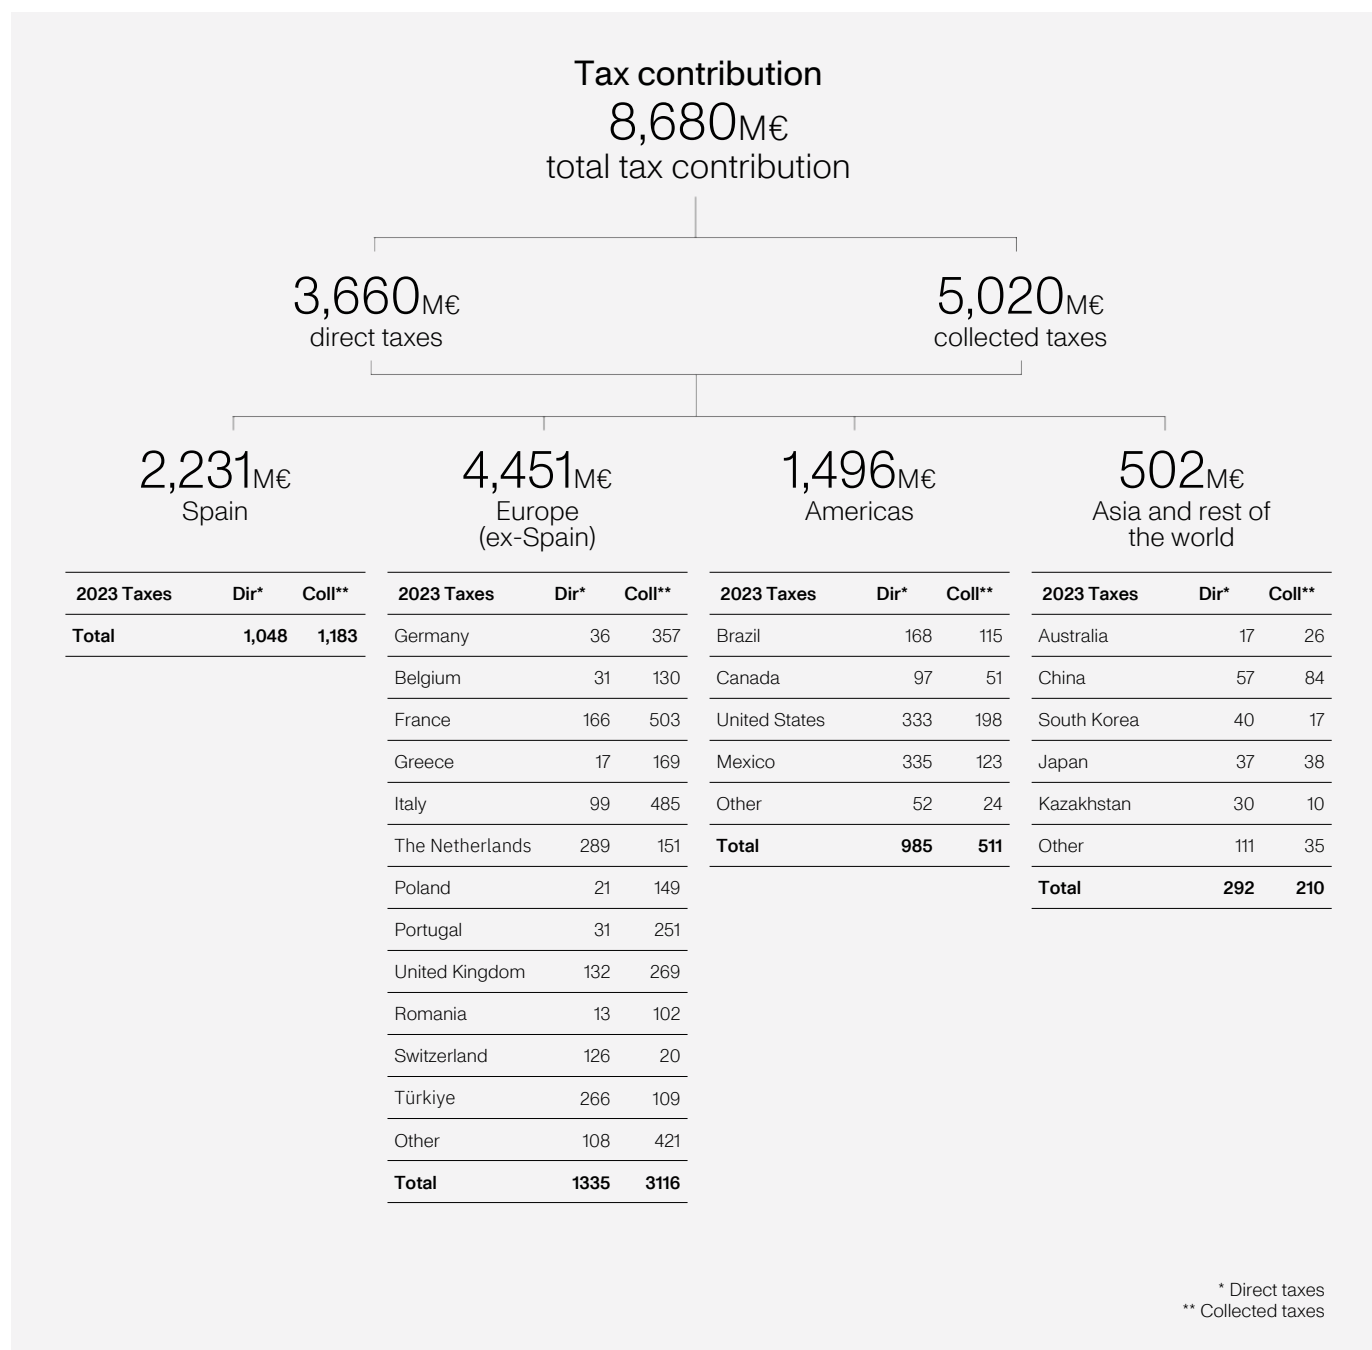 Tax contribution
8,680M€
total tax contribution
3,660M€
direct taxes
5,020M€
collected taxes
2,231M€
Spain
4,451M€
Europe
(ex-Spain)
1,496M€
Americas
502M€
Asia and rest of
the world
2023 Taxes Dir* Coll**
Total 1,048 1,183
2023 Taxes Dir* Coll**
Germany 36 357
Belgium 31 130
France 166 503
Greece 17 169
Italy 99 485
The Netherlands 289 151
Poland 21 149
Portugal 31 251
United Kingdom 132 269
Romania 13 102
Switzerland 126 20
Türkiye 266 109
Other 108 421
Total 1335 3116
2023 Taxes Dir* Coll**
Brazil 168 115
Canada 97 51
United States 333 198
Mexico 335 123
Other 52 24
Total 985 511
2023 Taxes Dir* Coll**
Australia 17 26
China 57 84
South Korea 40 17
Japan 37 38
Kazakhstan 30 10
Other 111 35
Total 292 210
* Direct taxes
** Collected taxes